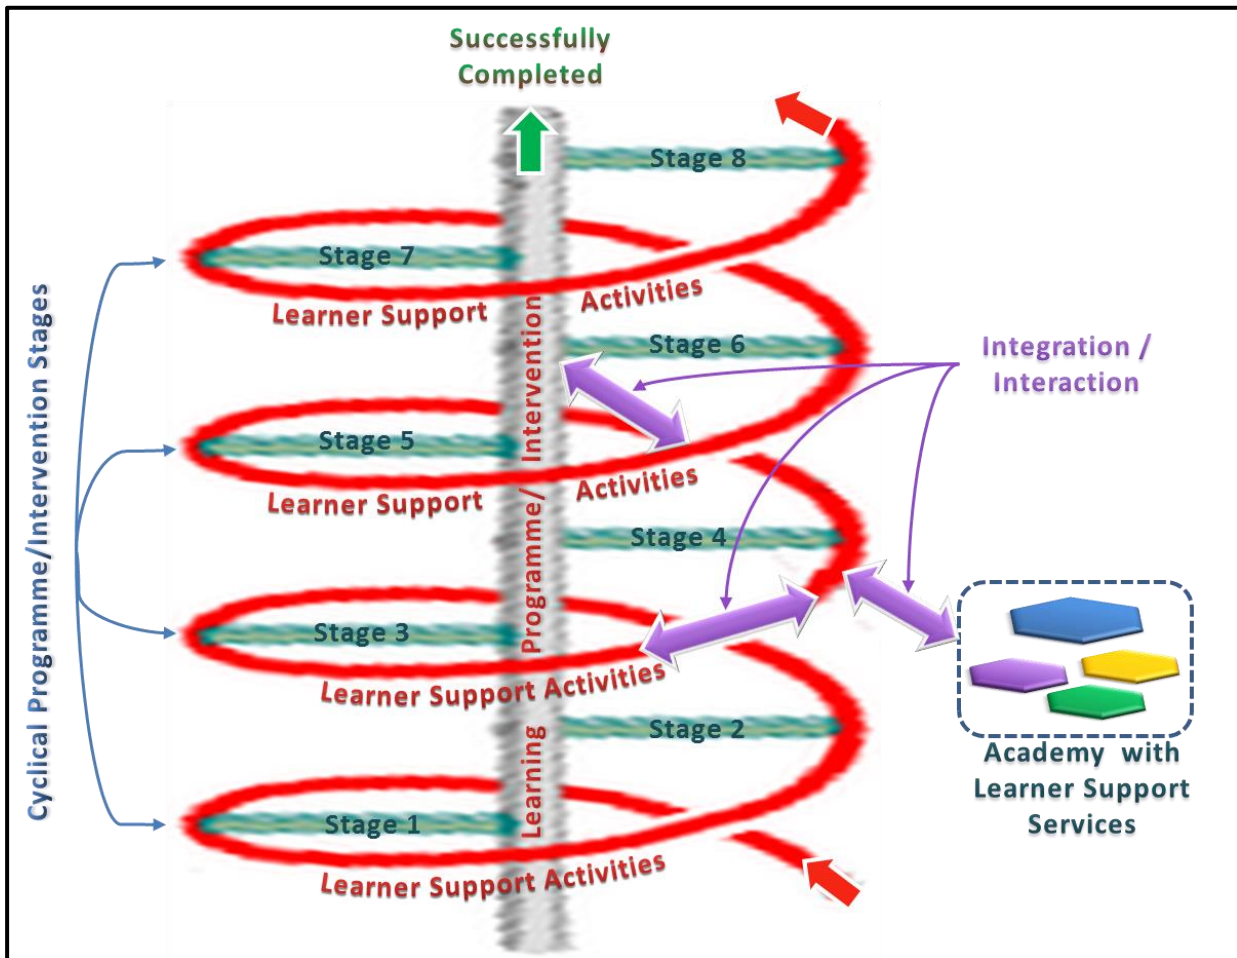 Successfully
Completed
Stage 8
Stage 7
Learner Support Activities
Stage 6
Integration /
Interaction
Stage 5
Learner Support Activities
Stage 4
Stage 3
Learner Support Activities
Stage 2
Academy with
Learner Support
Services
Stage 1
Learner Support Activities
Learning Programme/ Intervention
Cyclical Programme/Intervention Stages